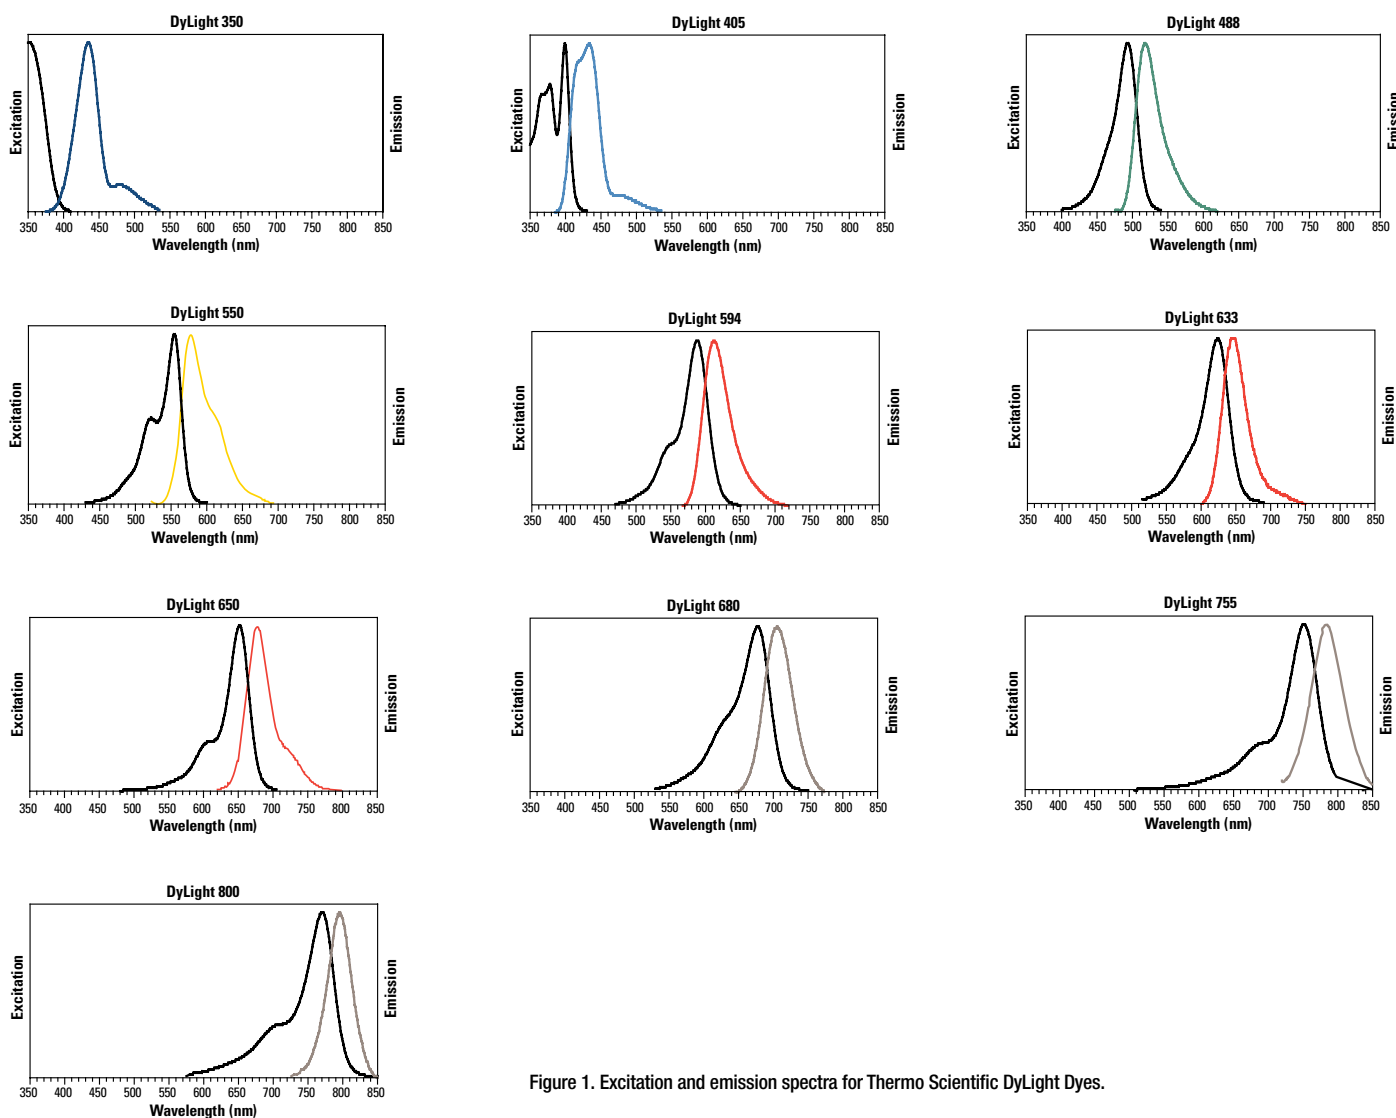 DyLight 350
Excitation
Emission
350 400 450 500 550 600 650 700 750 800 850
Wavelength (nm)
DyLight 405
Excitation
Emission
350 400 450 500 550 600 650 700 750 800 850
Wavelength (nm)
DyLight 488
Excitation
Emission
350 400 450 500 550 600 650 700 750 800 850
Wavelength (nm)
DyLight 550
Excitation
Emission
350 400 450 500 550 600 650 700 750 800 850
Wavelength (nm)
DyLight 594
Excitation
Emission
350 400 450 500 550 600 650 700 750 800 850
Wavelength (nm)
DyLight 633
Excitation
Emission
350 400 450 500 550 600 650 700 750 800 850
Wavelength (nm)
DyLight 650
Excitation
Emission
350 400 450 500 550 600 650 700 750 800 850
Wavelength (nm)
DyLight 680
Excitation
Emission
350 400 450 500 550 600 650 700 750 800 850
Wavelength (nm)
DyLight 755
Excitation
Emission
350 400 450 500 550 600 650 700 750 800 850
Wavelength (nm)
DyLight 800
Excitation
Emission
350 400 450 500 550 600 650 700 750 800 850
Wavelength (nm)
Figure 1. Excitation and emission spectra for Thermo Scientific DyLight Dyes.